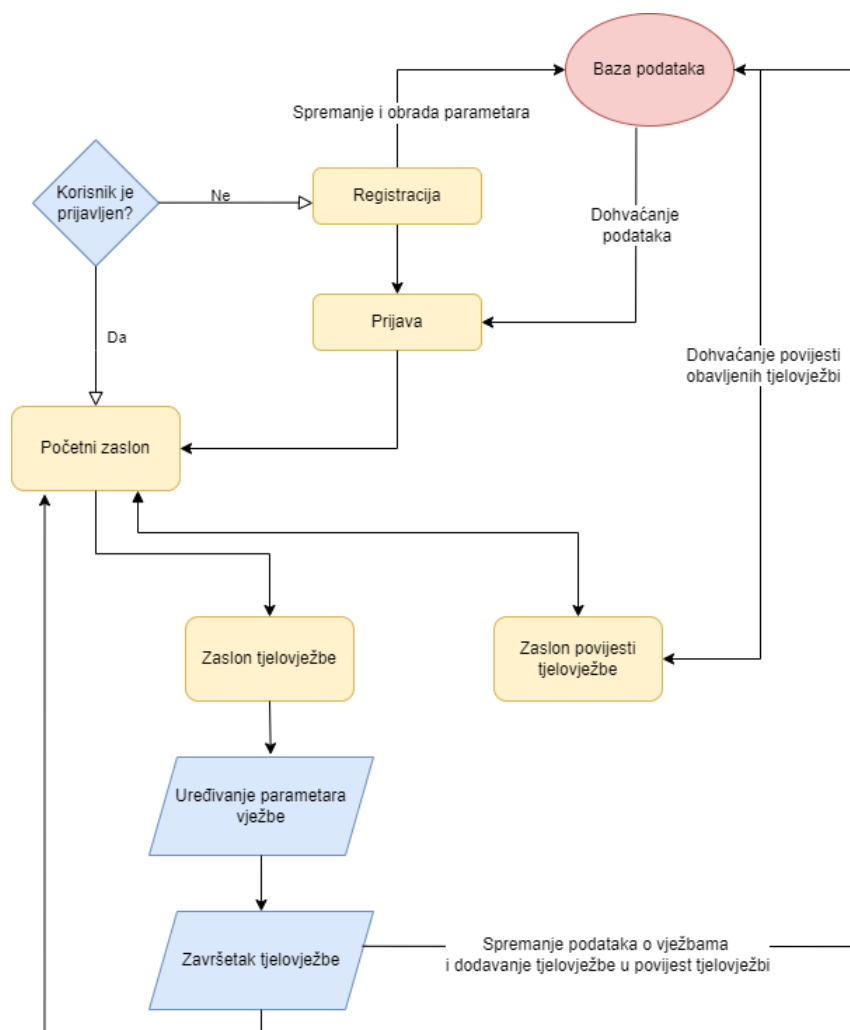 Baza podataka
Spremanje i obrada parametara
Korisnik je
prijavljen?
Ne
Registracija
Dohvaćanje
podataka
Prijava
Da
Dohvaćanje povijesti
obavljenih tjelovježbi
Početni zaslon
Zaslon tjelovježbe
Zaslon povijesti
tjelovježbe
Uređivanje parametara
vježbe
Završetak tjelovježbe
Spremanje podataka o vježbama
i dodavanje tjelovježbe u povijest tjelovježbi